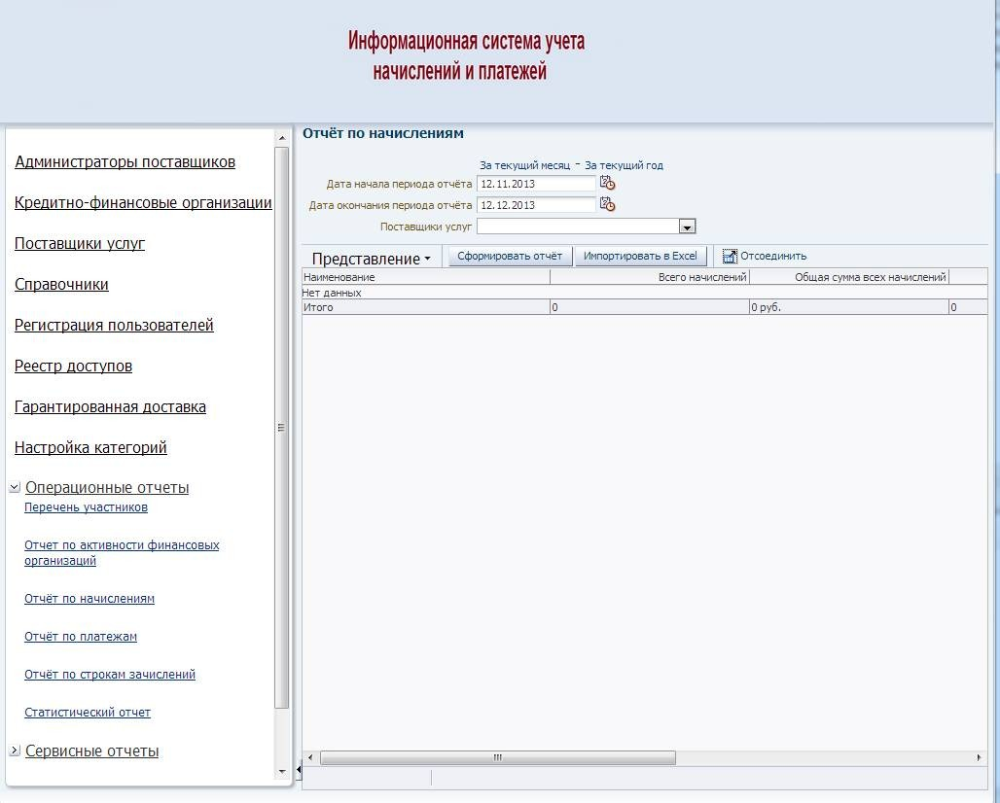 Информационная система учета
начислений и платежей
Администраторы поставщиков
Кредитно-финансовые организации
Поставщики услуг
Справочники
Регистрация пользователей
Реестр доступов
Гарантированная доставка
Настройка категорий
Операционные отчеты
Перечень участников
Отчет по активности финансовых
организаций
Отчёт по начислениям
Отчёт по платежам
Отчёт по строкам зачислений
Статистический отчет
Сервисные отчеты
Отчёт по начислениям
За текущий месяц - За текущий год
Дата начала периода отчёта 12.11.2013
Дата окончания периода отчёта 12.12.2013
Поставщики услуг
Представление Сформировать отчёт Импортировать в Excel Отсоединить
Наименование Всего начислений Общая сумма всех начислений
Нет данных
Итого 0 0 руб. 0